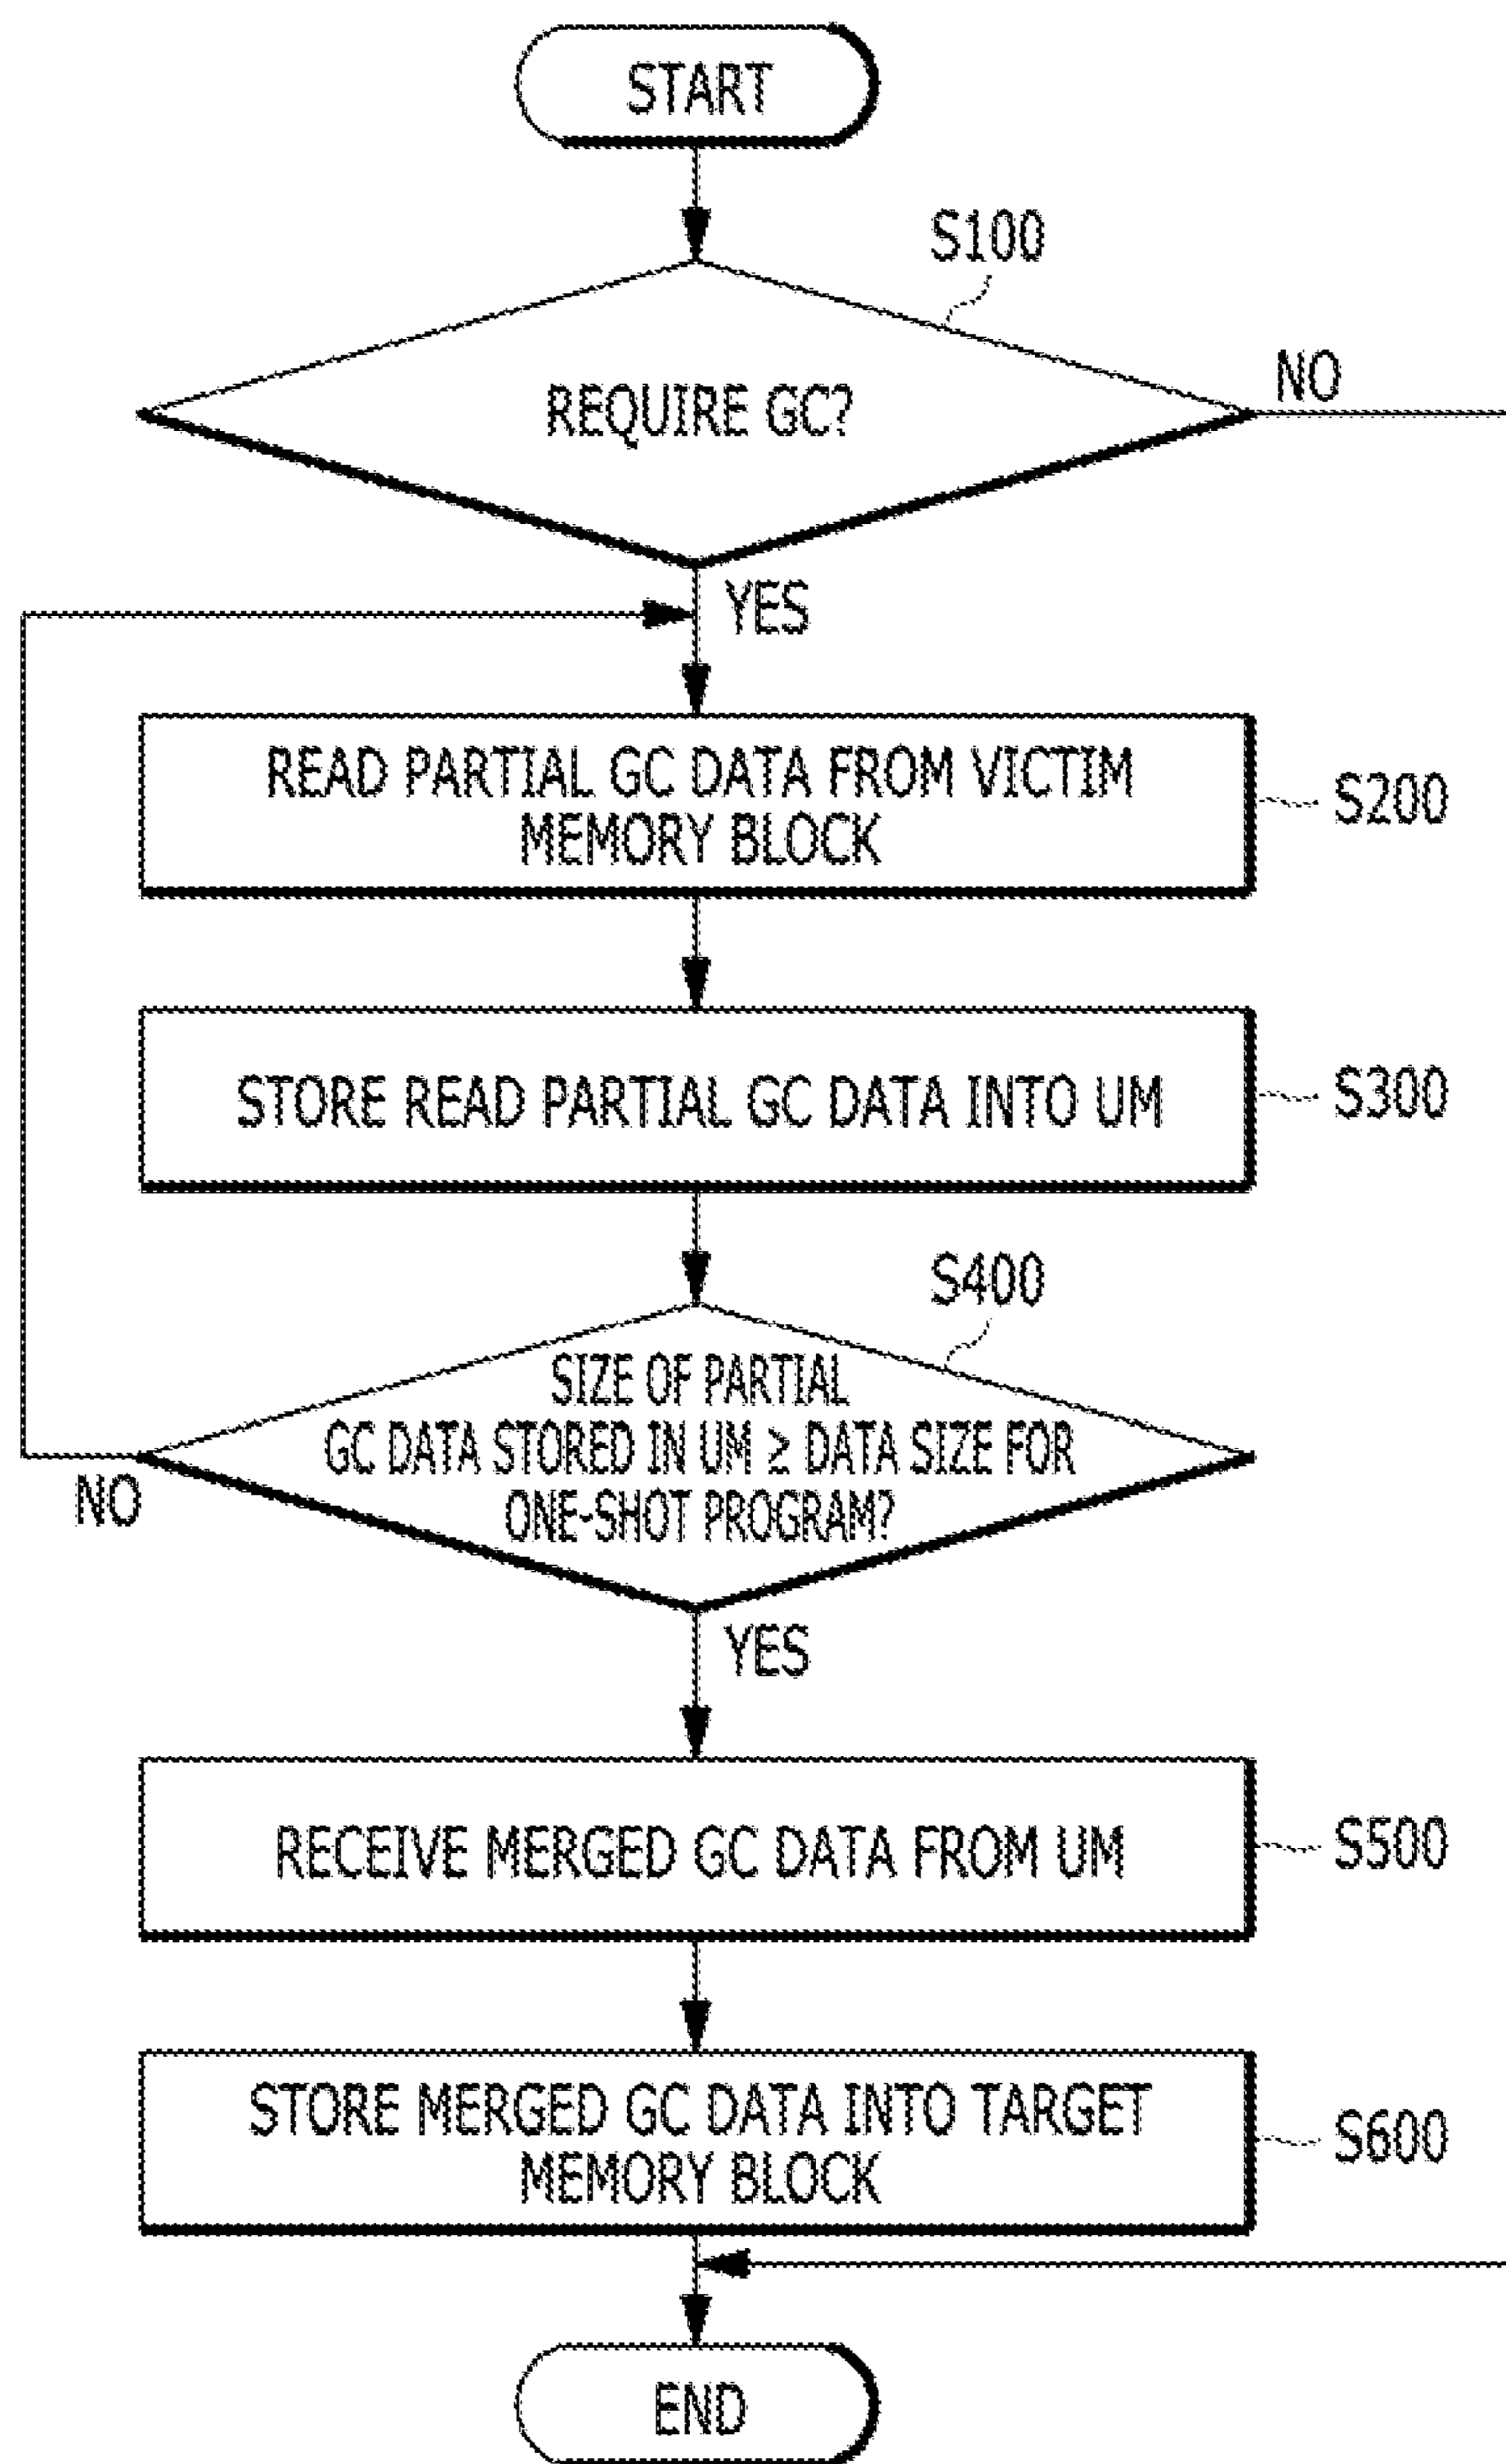 START
S100
REQUIRE GC?
NO
YES
READ PARTIAL GC DATA FROM VICTIM
MEMORY BLOCK
S200
STORE READ PARTIAL GC DATA INTO UM
S300
S400
SIZE OF PARTIAL
GC DATA STORED IN UM ≥ DATA SIZE FOR
ONE-SHOT PROGRAM?
NO
YES
RECEIVE MERGED GC DATA FROM UM
S500
STORE MERGED GC DATA INTO TARGET
MEMORY BLOCK
S600
END